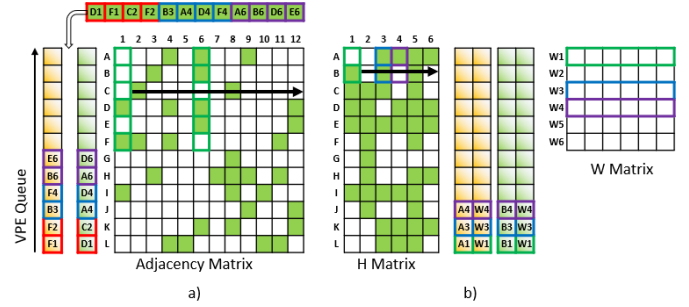 D1 F1 C2 F2 B3 A4 D4 F4 A6 B6 D6 E6
1 2 3 4 5 6 7 8 9 10 11 12
1 2 3 4 5 6
A
B
C
D
E
F
G
H
I
J
K
L
A
B
C
D
E
F
G
H
I
J
K
L
VPE Queue
E6 D6
B6 A6
F4 D4
B3 A4
F2 C2
F1 D1
A4 W4 B4 W4
A3 W3 B3 W3
A1 W1 B1 W1
W1
W2
W3
W4
W5
W6
W Matrix
Adjacency Matrix
H Matrix
a)
b)